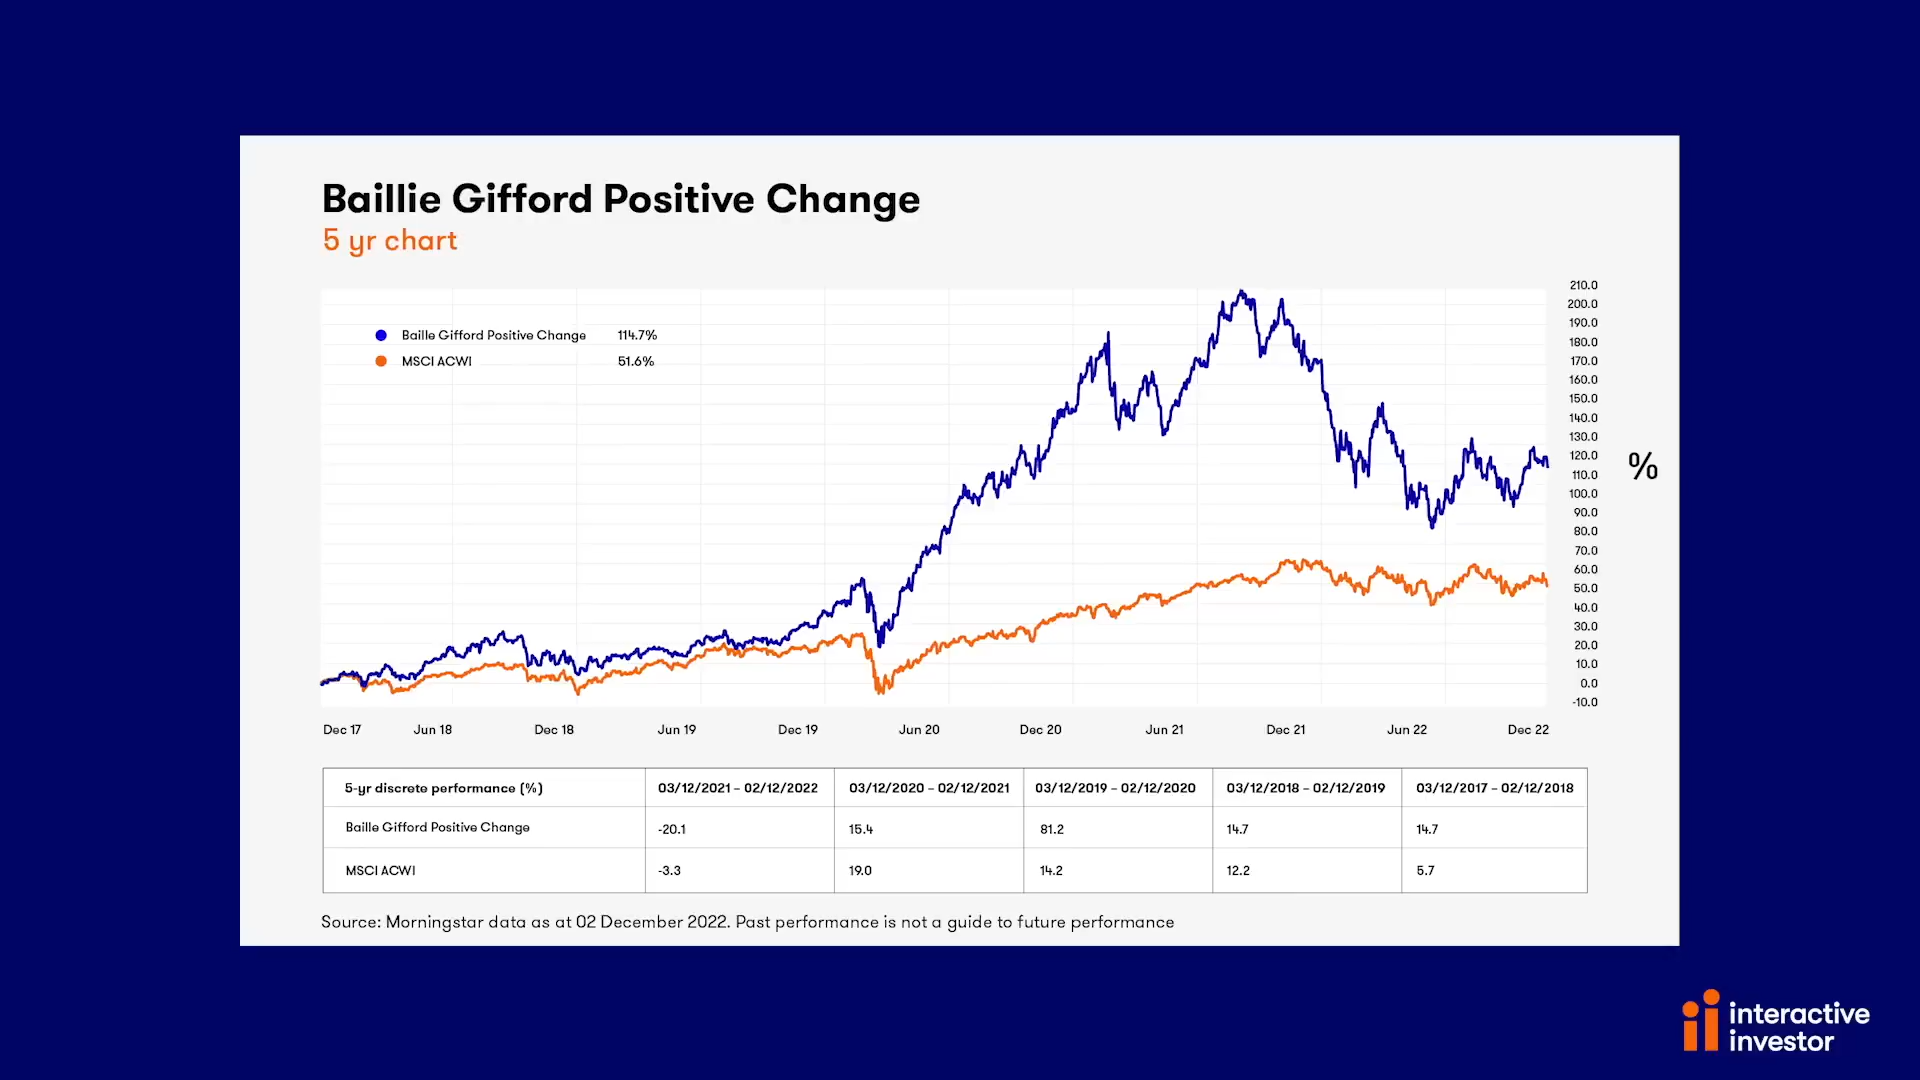 Baillie Gifford Positive Change
5 yr chart
Baille Gifford Positive Change 114.7%
MSCI ACWI 51.6%
210.0
200.0
190.0
180.0
170.0
160.0
150.0
140.0
130.0
120.0
110.0
100.0
90.0
80.0
70.0
60.0
50.0
40.0
30.0
20.0
10.0
0.0
-10.0
%
Dec 17 Jun 18 Dec 18 Jun 19 Dec 19 Jun 20 Dec 20 Jun 21 Dec 21 Jun 22 Dec 22
5-yr discrete performance (%) 03/12/2021 – 02/12/2022 03/12/2020 – 02/12/2021 03/12/2019 – 02/12/2020 03/12/2018 – 02/12/2019 03/12/2017 – 02/12/2018
Baille Gifford Positive Change -20.1 15.4 81.2 14.7 14.7
MSCI ACWI -3.3 19.0 14.2 12.2 5.7
Source: Morningstar data as at 02 December 2022. Past performance is not a guide to future performance
ii interactive
investor